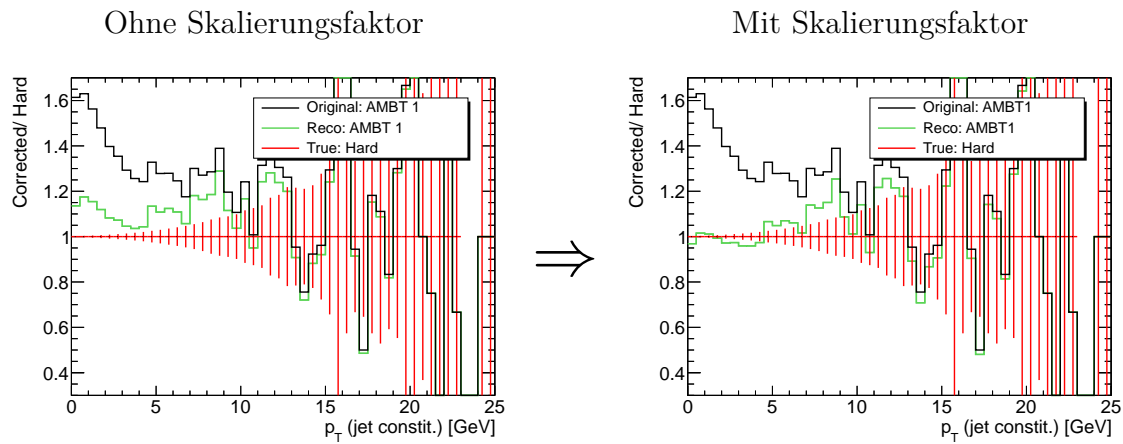 Ohne Skalierungsfaktor
Corrected/ Hard
1.6
1.4
1.2
1
0.8
0.6
0.4
Original: AMBT 1
Reco: AMBT 1
True: Hard
0 5 10 15 20 25
p_T (jet constit.) [GeV]
⇒
Mit Skalierungsfaktor
Corrected/ Hard
1.6
1.4
1.2
1
0.8
0.6
0.4
Original: AMBT1
Reco: AMBT1
True: Hard
0 5 10 15 20 25
p_T (jet constit.) [GeV]